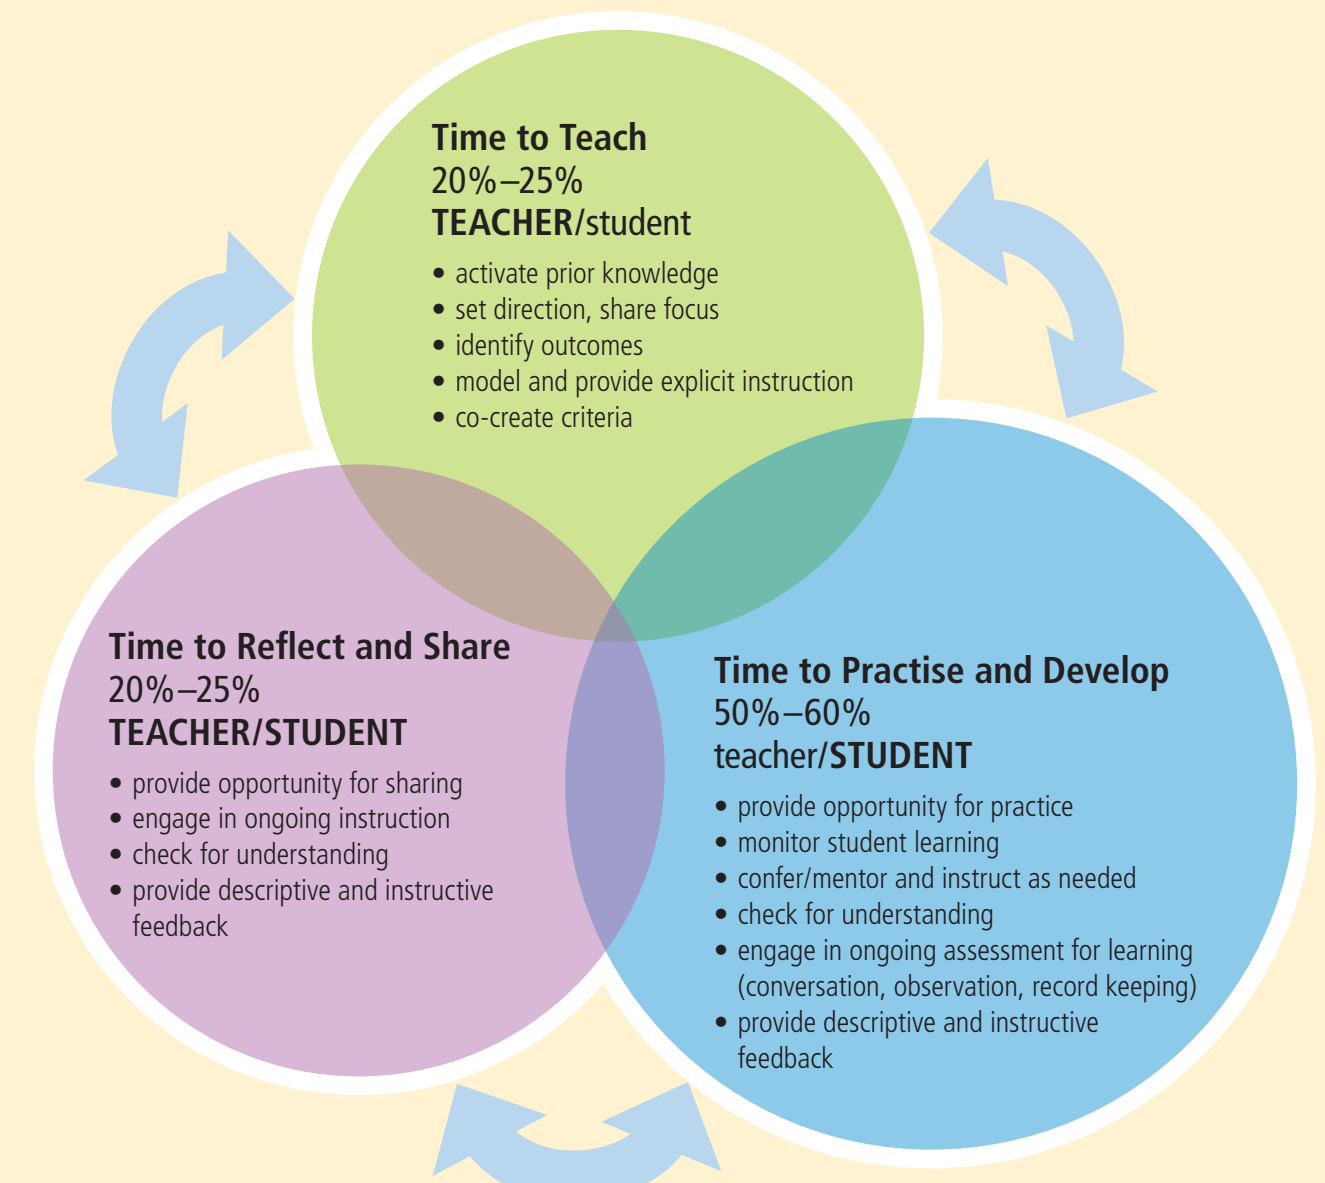 Time to Teach
20%–25%
TEACHER/student
• activate prior knowledge
• set direction, share focus
• identify outcomes
• model and provide explicit instruction
• co-create criteria
Time to Reflect and Share
20%–25%
TEACHER/STUDENT
• provide opportunity for sharing
• engage in ongoing instruction
• check for understanding
• provide descriptive and instructive
feedback
Time to Practise and Develop
50%–60%
teacher/STUDENT
• provide opportunity for practice
• monitor student learning
• confer/mentor and instruct as needed
• check for understanding
• engage in ongoing assessment for learning
(conversation, observation, record keeping)
• provide descriptive and instructive
feedback